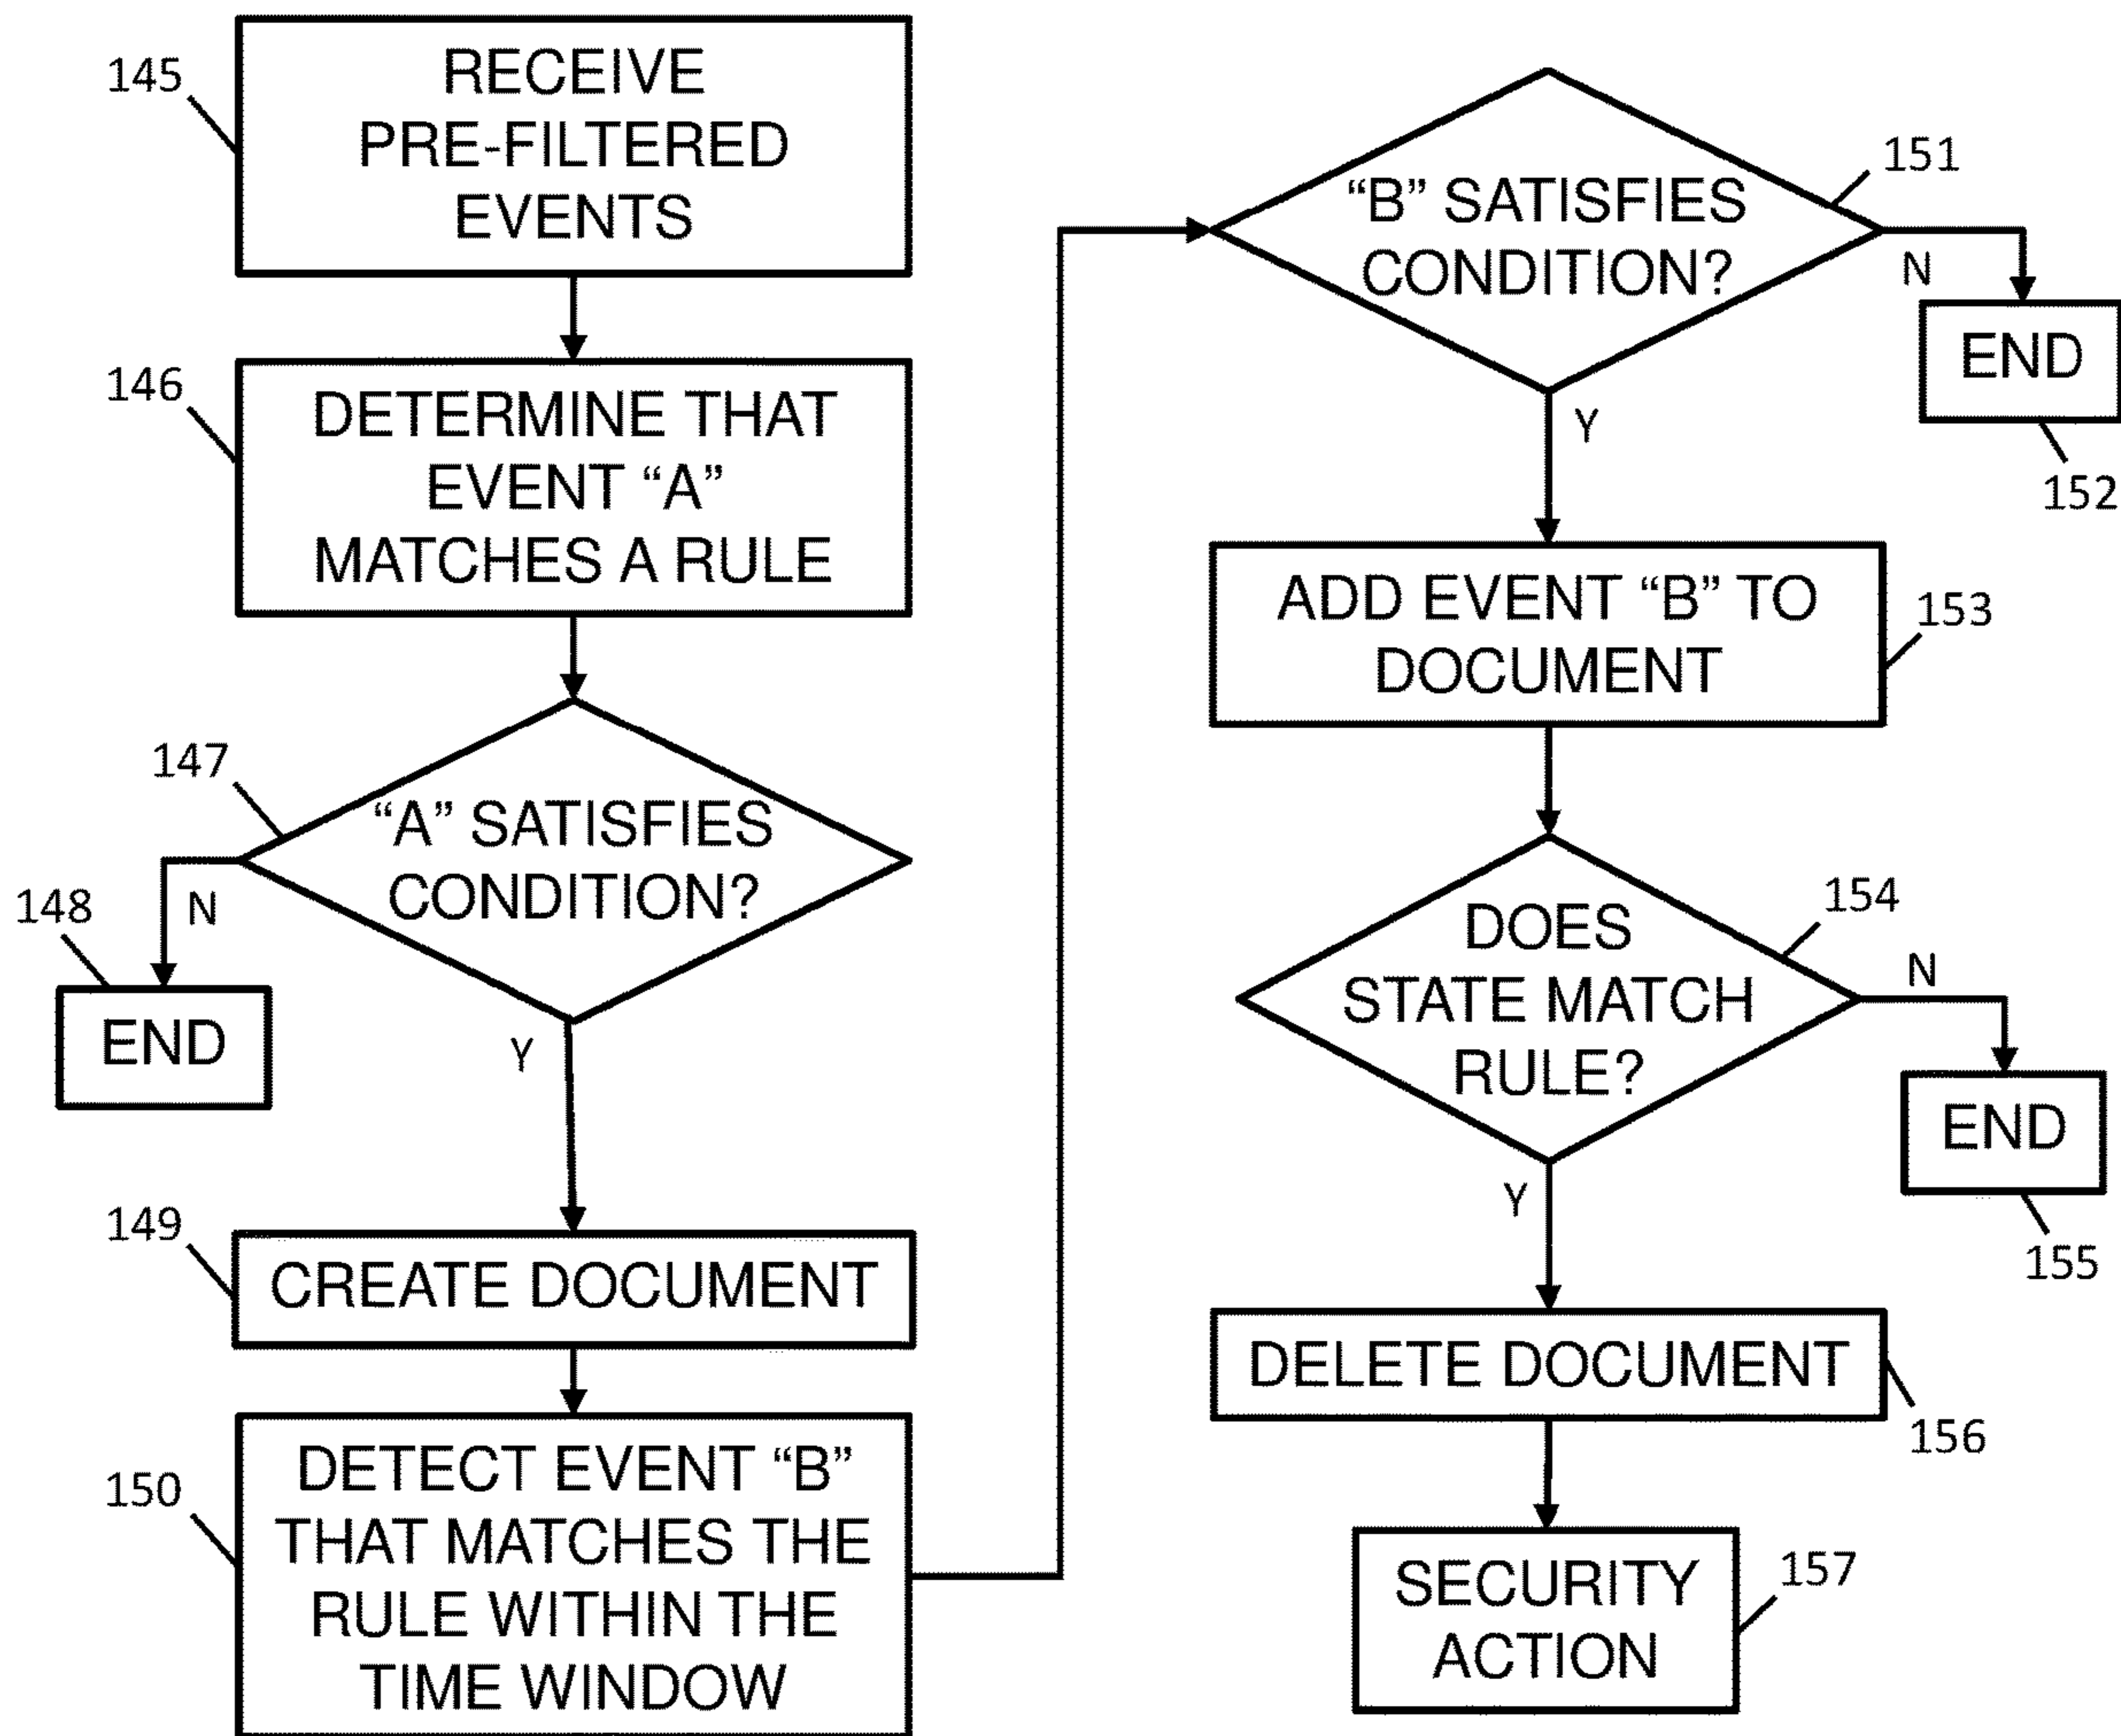 145
RECEIVE
PRE-FILTERED
EVENTS
146
DETERMINE THAT
EVENT “A”
MATCHES A RULE
147
“A” SATISFIES
CONDITION?
N
148
END
Y
149
CREATE DOCUMENT
150
DETECT EVENT “B”
THAT MATCHES THE
RULE WITHIN THE
TIME WINDOW
151
“B” SATISFIES
CONDITION?
N
END
152
Y
ADD EVENT “B” TO
DOCUMENT
153
154
DOES
STATE MATCH
RULE?
N
END
155
Y
DELETE DOCUMENT
156
SECURITY
ACTION
157